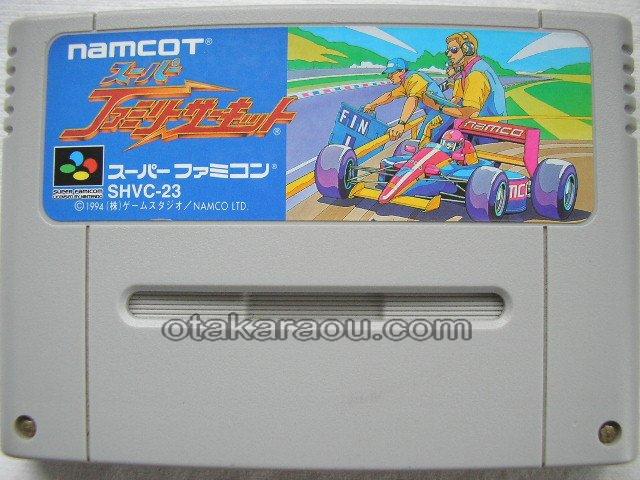 namcoT®
スーパー
ファミリーサーキット®
SUPER FAMICOM
スーパーファミコン®
SHVC-23
©1994 (株)ゲームスタジオ/NAMCO LTD.
FIN
namco
otakaraou.com